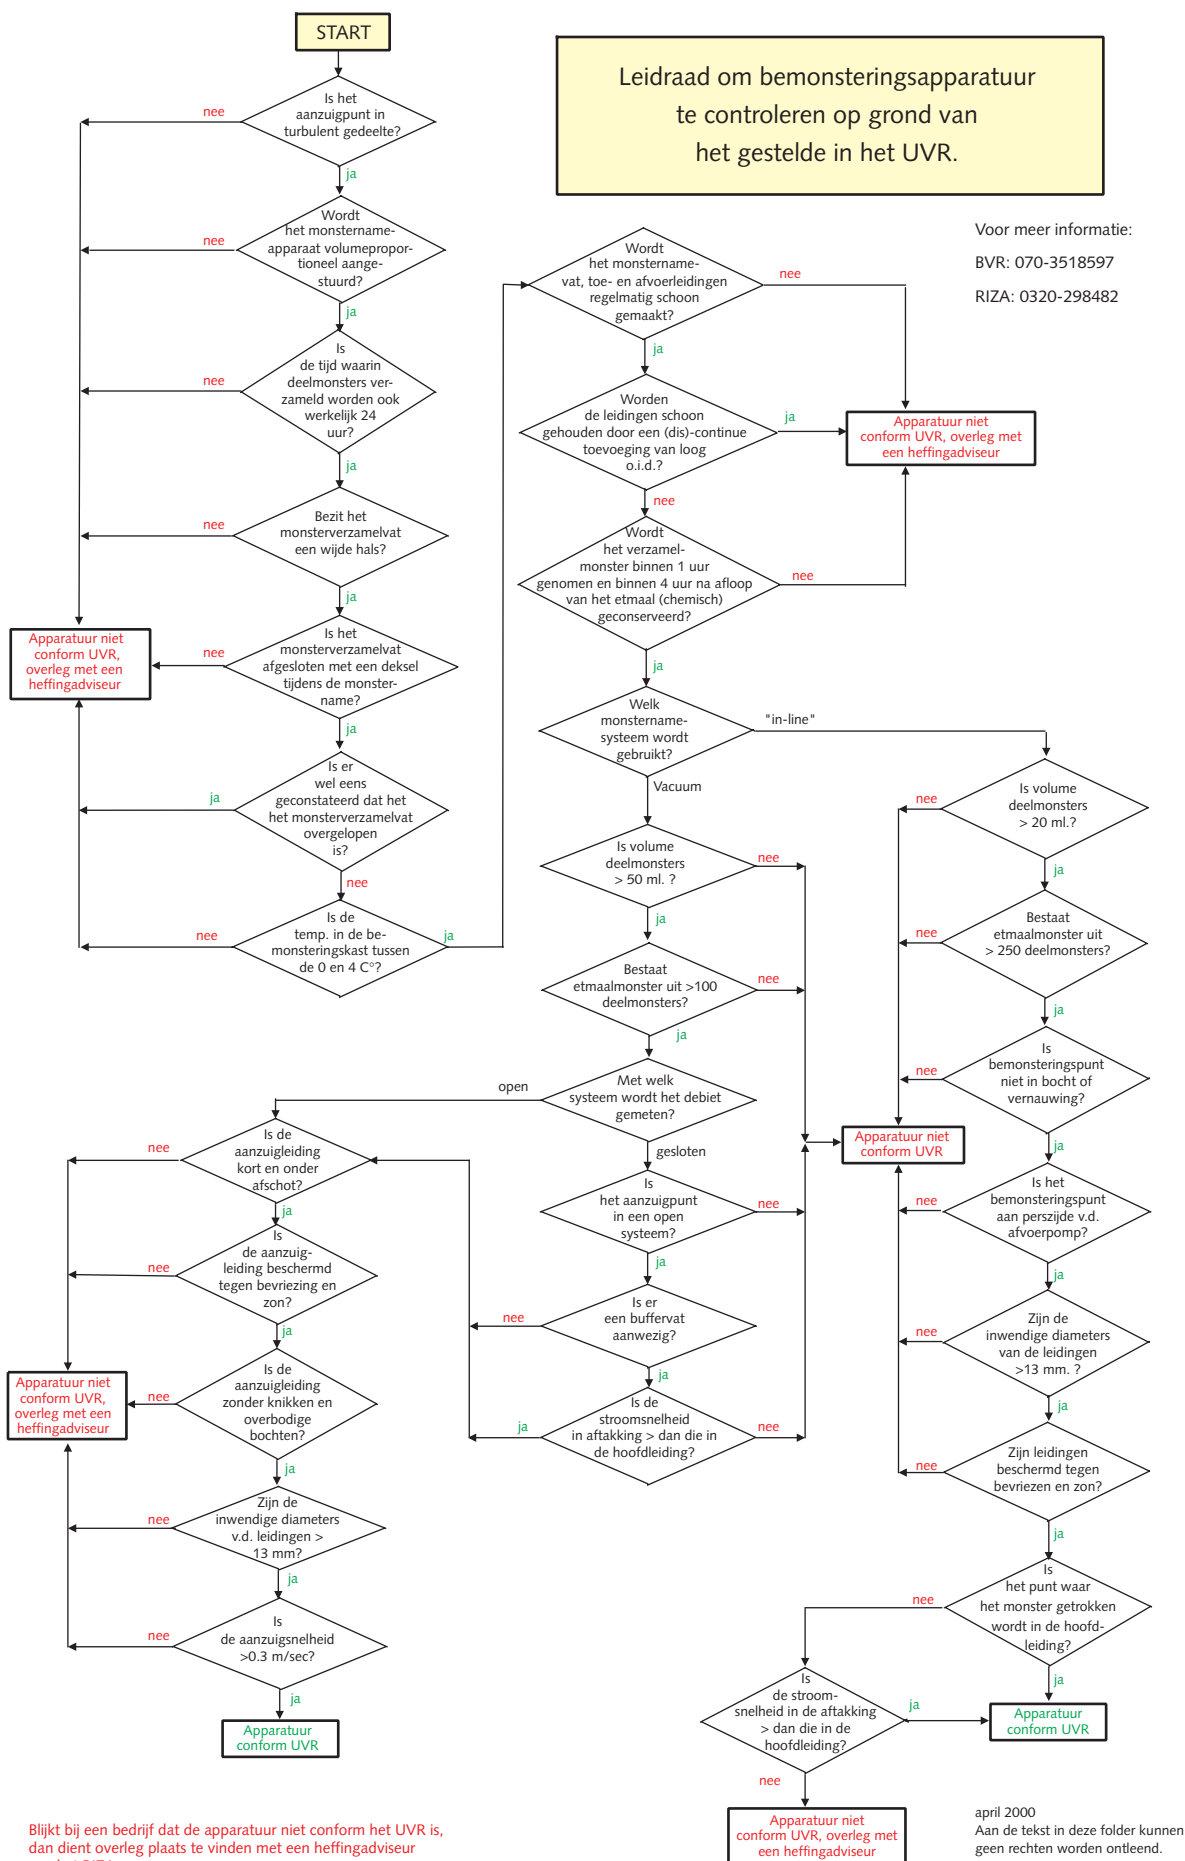 START
Leidraad om bemonsteringsapparatuur
te controleren op grond van
het gestelde in het UVR.
Voor meer informatie:
BVR: 070-3518597
RIZA: 0320-298482
Is het
aanzuigpunt in
turbulent gedeelte?
nee
ja
Wordt
het monstername-
apparaat volumepropor-
tioneel aange-
stuurd?
nee
ja
Is
de tijd waarin
deelmonsters ver-
zameld worden ook
werkelijk 24
uur?
nee
ja
Bezit het
monsterverzamelvat
een wijde hals?
nee
ja
Is het
monsterverzamelvat
afgesloten met een deksel
tijdens de monster-
name?
nee
ja
Apparatuur niet
conform UVR,
overleg met een
heffingadviseur
Is er
wel eens
geconstateerd dat het
het monsterverzamelvat
overgelopen
is?
ja
nee
Is de
temp. in de be-
monsteringskast tussen
de 0 en 4 C°?
nee
ja
Wordt
het monstername-
vat, toe- en afvoerleidingen
regelmatig schoon
gemaakt?
nee
ja
Worden
de leidingen schoon
gehouden door een (dis)-continue
toevoeging van loog
o.i.d.?
ja
nee
Apparatuur niet
conform UVR, overleg met
een heffingadviseur
Wordt
het verzamel-
monster binnen 1 uur
genomen en binnen 4 uur na afloop
van het etmaal (chemisch)
geconserveerd?
nee
ja
Welk
monstername-
systeem wordt
gebruikt?
"in-line"
Vacuum
Is volume
deelmonsters
> 50 ml. ?
nee
ja
Bestaat
etmaalmonster uit >100
deelmonsters?
nee
ja
Met welk
systeem wordt het debiet
gemeten?
open
gesloten
Is
het aanzuigpunt
in een open
systeem?
nee
ja
Is er
een buffervat
aanwezig?
nee
ja
Is de
stroomsnelheid
in aftakking > dan die in
de hoofdleiding?
ja
nee
Is volume
deelmonsters
> 20 ml.?
nee
ja
Bestaat
etmaalmonster uit
> 250 deelmonsters?
nee
ja
Is
bemonsteringspunt
niet in bocht of
vernauwing?
nee
ja
Apparatuur niet
conform UVR
Is het
bemonsteringspunt
aan perszijde v.d.
afvoerpomp?
nee
ja
Zijn de
inwendige diameters
van de leidingen
>13 mm. ?
nee
ja
Zijn leidingen
beschermd tegen
bevriezen en zon?
nee
ja
Is
het punt waar
het monster getrokken
wordt in de hoofd-
leiding?
nee
ja
Is
de stroom-
snelheid in de aftakking
> dan die in de
hoofdleiding?
ja
nee
Apparatuur
conform UVR
Apparatuur niet
conform UVR, overleg met
een heffingadviseur
Is de
aanzuigleiding
kort en onder
afschot?
nee
ja
Is
de aanzuig-
leiding beschermd
tegen bevriezing en
zon?
nee
ja
Is de
aanzuigleiding
zonder knikken en
overbodige
bochten?
nee
ja
Apparatuur niet
conform UVR,
overleg met een
heffingadviseur
Zijn de
inwendige diameters
v.d. leidingen >
13 mm?
nee
ja
Is
de aanzuigsnelheid
>0.3 m/sec?
nee
ja
Apparatuur
conform UVR
Blijkt bij een bedrijf dat de apparatuur niet conform het UVR is,
dan dient overleg plaats te vinden met een heffingadviseur
april 2000
Aan de tekst in deze folder kunnen
geen rechten worden ontleend.